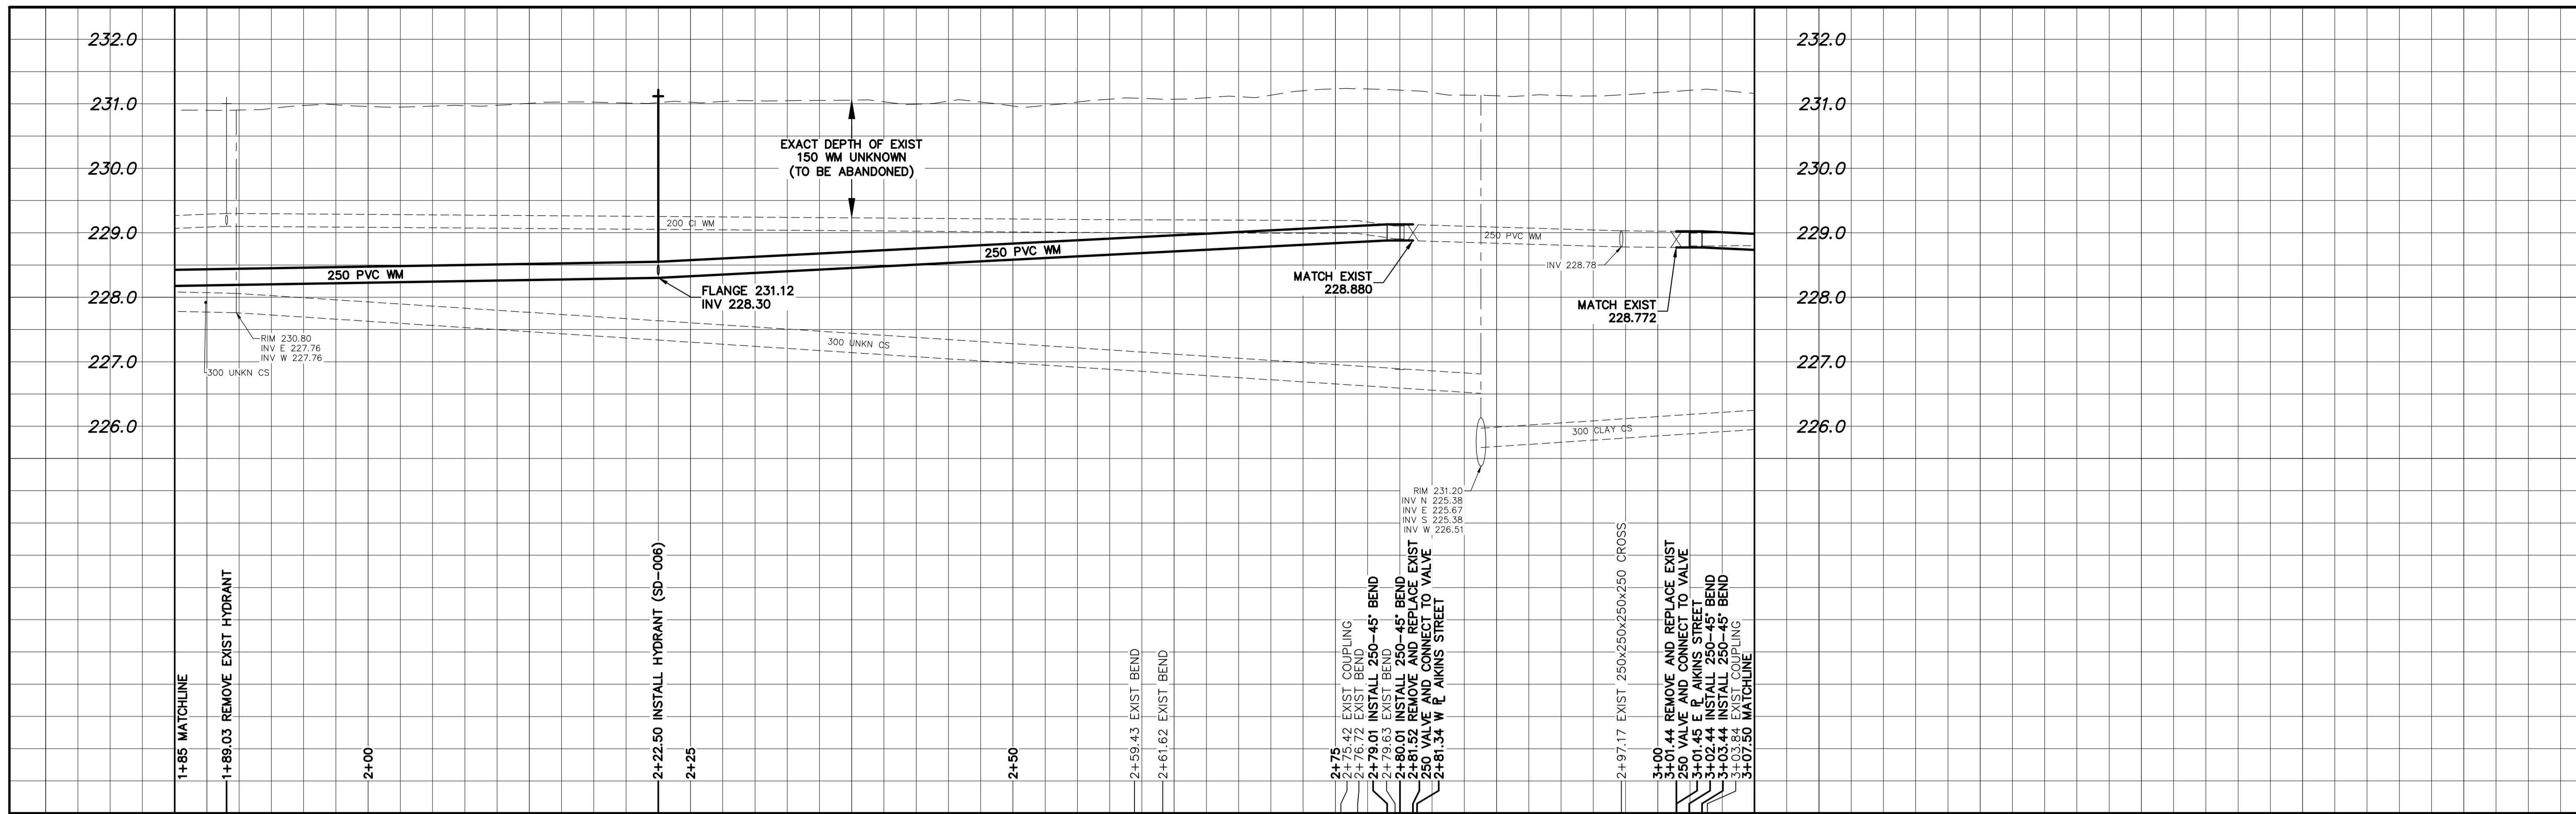 232.0
232.0
231.0
231.0
EXACT DEPTH OF EXIST
150 WM UNKNOWN
(TO BE ABANDONED)
230.0
230.0
200 CI WM
229.0
229.0
250 PVC WM
250 PVC WM
250 PVC WM
INV 228.78
MATCH EXIST
228.880
FLANGE 231.12
INV 228.30
228.0
228.0
MATCH EXIST
228.772
RIM 230.80
INV E 227.76
INV W 227.76
300 UNKN CS
300 UNKN CS
227.0
227.0
226.0
226.0
300 CLAY CS
RIM 231.20
INV N 225.38
INV E 225.67
INV S 225.38
INV W 226.51
1+85 MATCHLINE
1+89.03 REMOVE EXIST HYDRANT
2+00
2+22.50 INSTALL HYDRANT (SD-006)
2+25
2+50
2+59.43 EXIST BEND
2+61.62 EXIST BEND
2+75
2+75.42 EXIST COUPLING
2+76.72 EXIST BEND
2+79.01 INSTALL 250-45° BEND
2+79.63 EXIST BEND
2+80.01 INSTALL 250-45° BEND
2+81.52 REMOVE AND REPLACE EXIST
250 VALVE AND CONNECT TO VALVE
2+81.34 W PL AIKINS STREET
2+97.17 EXIST 250x250x250x250x250 CROSS
3+00
3+01.44 REMOVE AND REPLACE EXIST
250 VALVE AND CONNECT TO VALVE
3+01.45 E PL AIKINS STREET
3+02.44 INSTALL 250-45° BEND
3+03.44 INSTALL 250-45° BEND
3+03.84 EXIST COUPLING
3+07.50 MATCHLINE